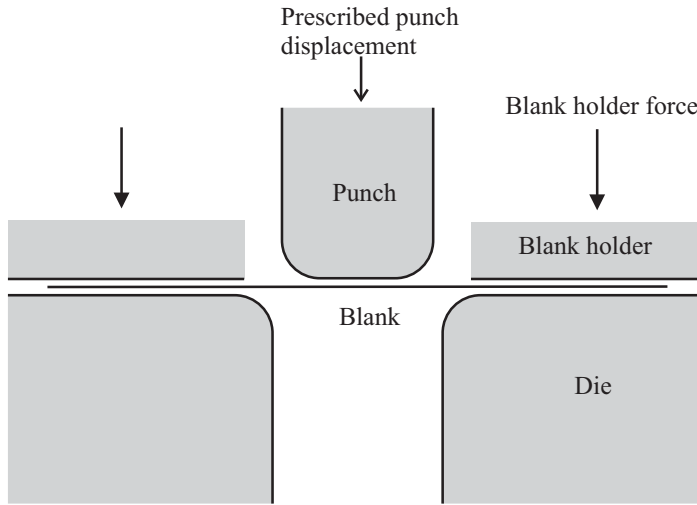 Prescribed punch
displacement
Blank holder force
Punch
Blank holder
Blank
Die